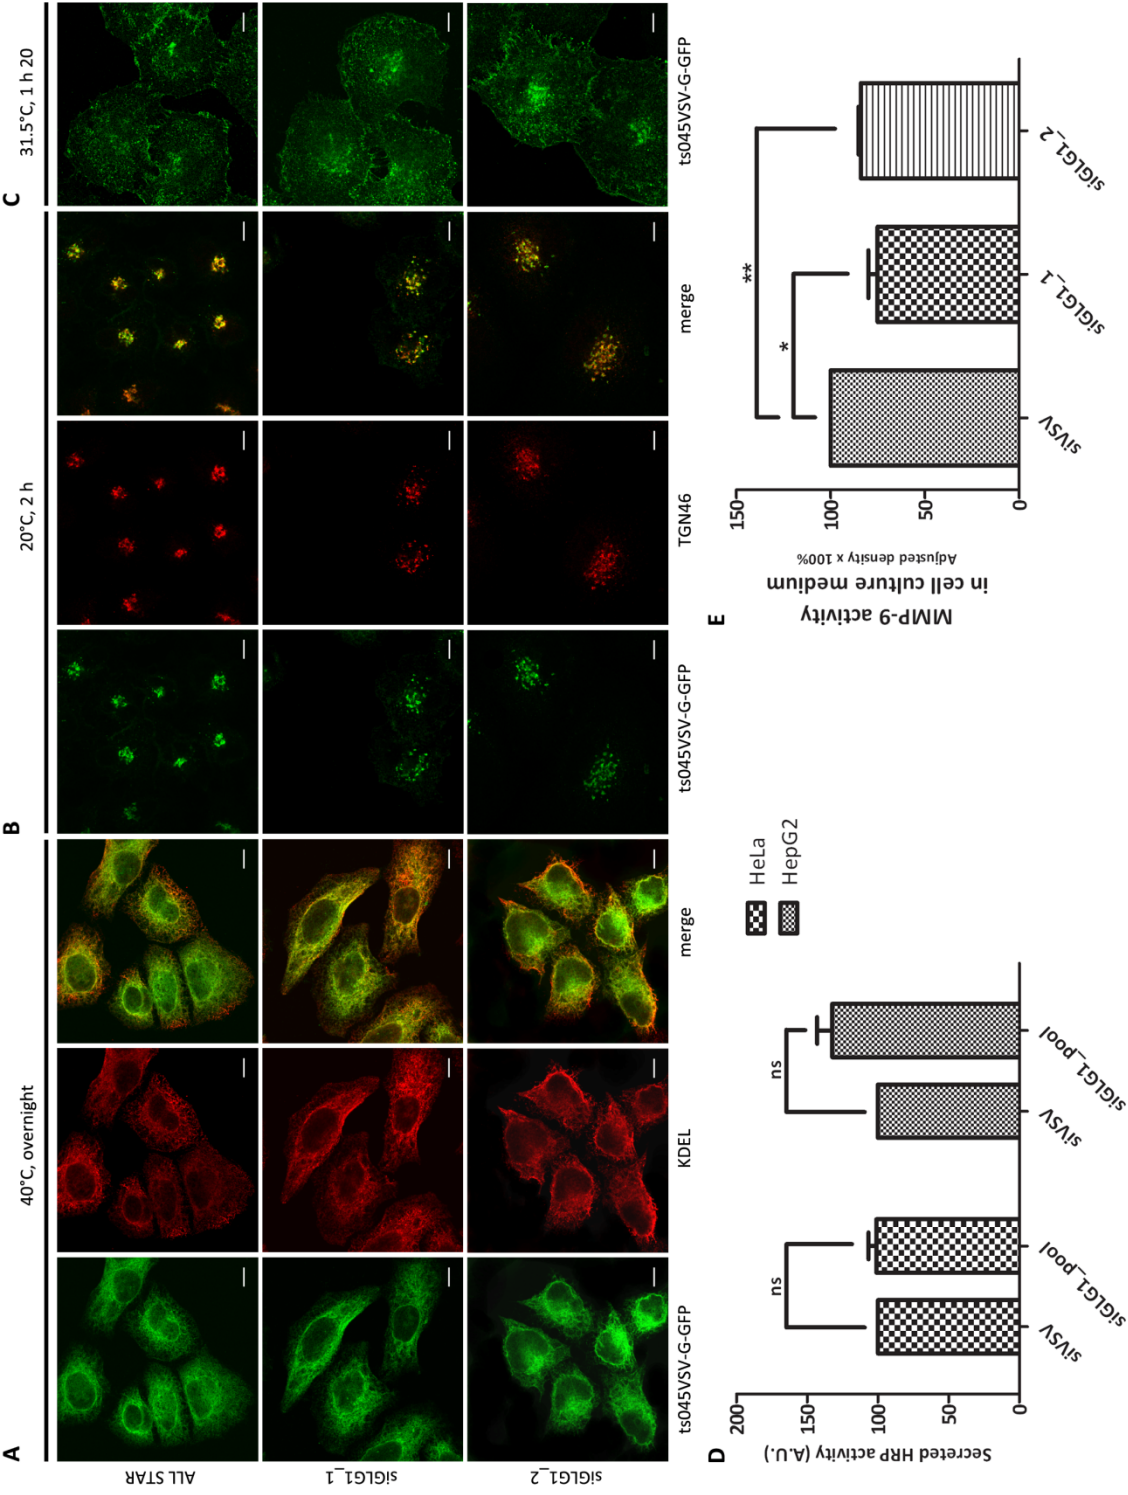 A
40°C, overnight
B
20°C, 2 h
C
31.5°C, 1 h 20
ALL STAR
siGLG1_1
siGLG1_2
ts045VSV-G-GFP
KDEL
merge
ts045VSV-G-GFP
TGN46
merge
ts045VSV-G-GFP
D
Secreted HRP activity (A.U.)
200
150
100
50
0
ns
ns
siVSV
siGLG1_pool
siVSV
siGLG1_pool
HeLa
HepG2
E
MMP-9 activity
in cell culture medium
Adjusted density x 100%
150
100
50
0
*
**
siVSV
siGLG1_1
siGLG1_2